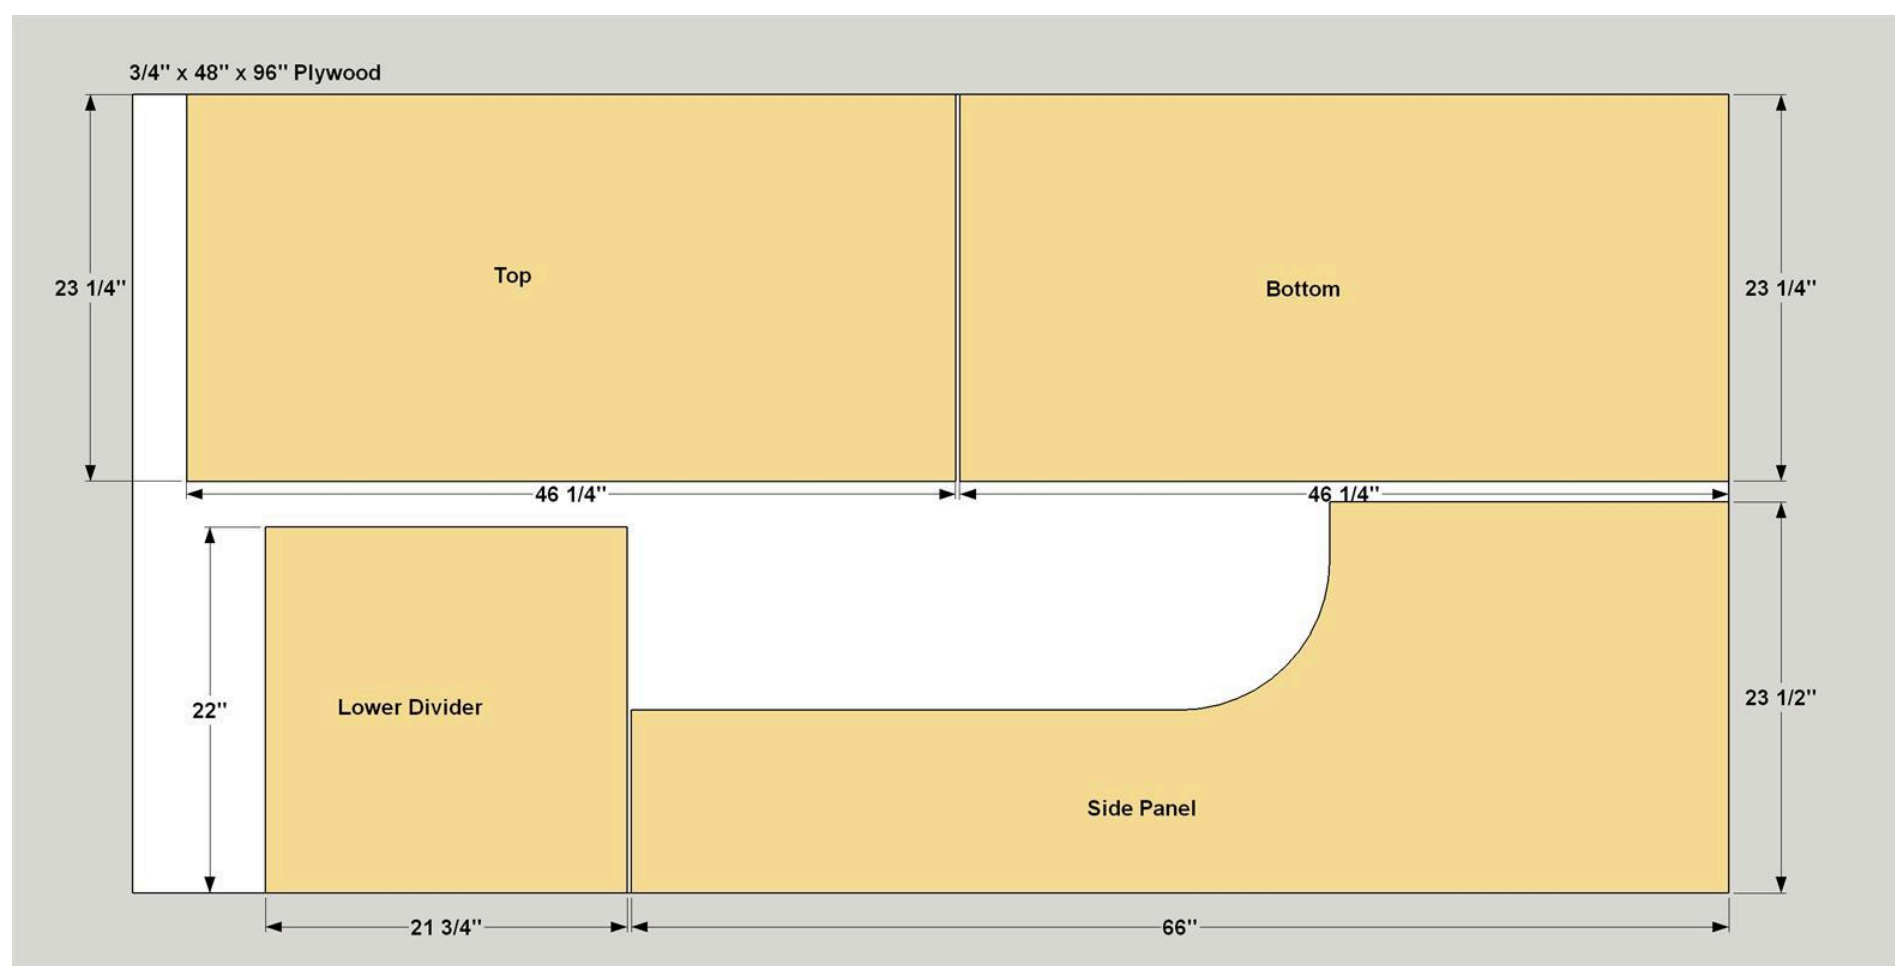 3/4" x 48" x 96" Plywood
23 1/4"
Top
Bottom
23 1/4"
46 1/4"
46 1/4"
22"
Lower Divider
Side Panel
23 1/2"
21 3/4"
66"